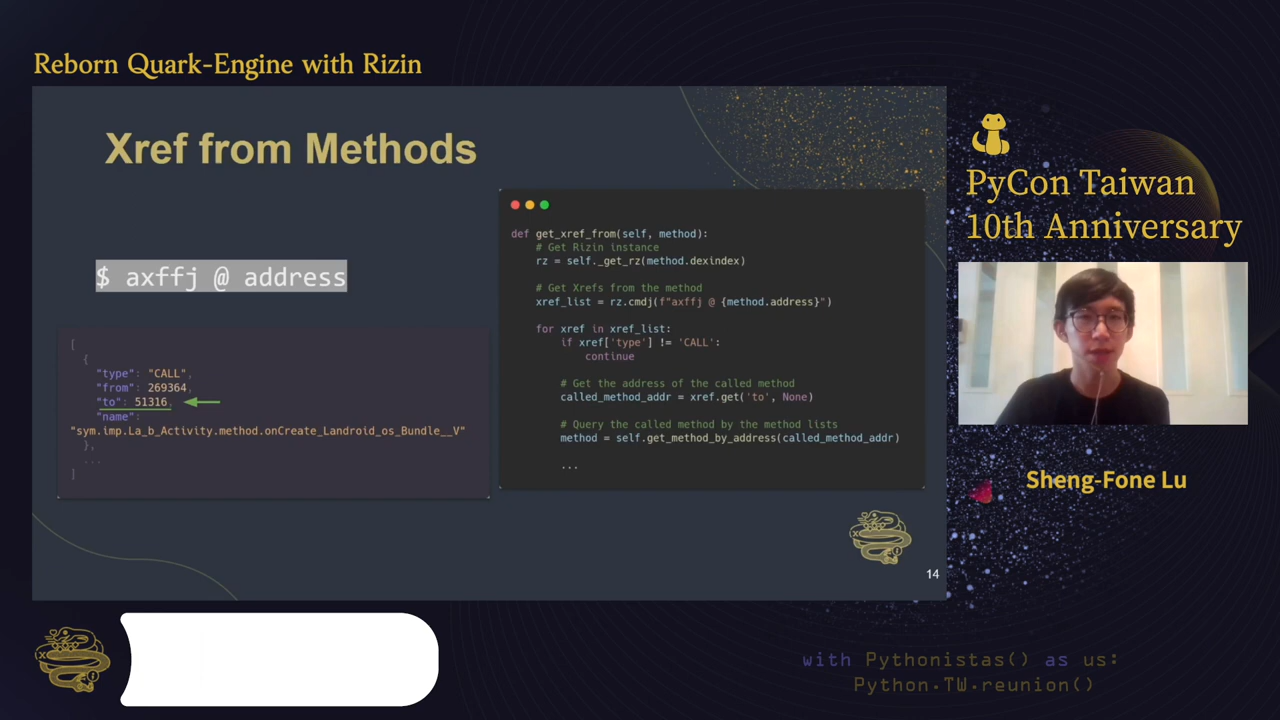 Reborn Quark-Engine with Rizin
Xref from Methods
$ axffj @ address
[
{
"type": "CALL",
"from": 269364,
"to": 51316,
"name":
"sym.imp.La_b_Activity.method.onCreate_Landroid_os_Bundle__V"
},
...
]
def get_xref_from(self, method):
# Get Rizin instance
rz = self._get_rz(method.dexindex)
# Get Xrefs from the method
xref_list = rz.cmdj(f"axffj @ {method.address}")
for xref in xref_list:
if xref['type'] != 'CALL':
continue
# Get the address of the called method
called_method_addr = xref.get('to', None)
# Query the called method by the method lists
method = self.get_method_by_address(called_method_addr)
...
14
PyCon Taiwan
10th Anniversary
Sheng-Fone Lu
with Pythonistas() as us:
Python.TW.reunion()